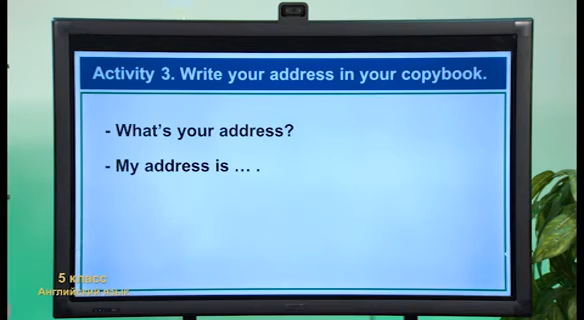 Activity 3. Write your address in your copybook.
- What's your address?
- My address is ... .
5 класс
Английский язык